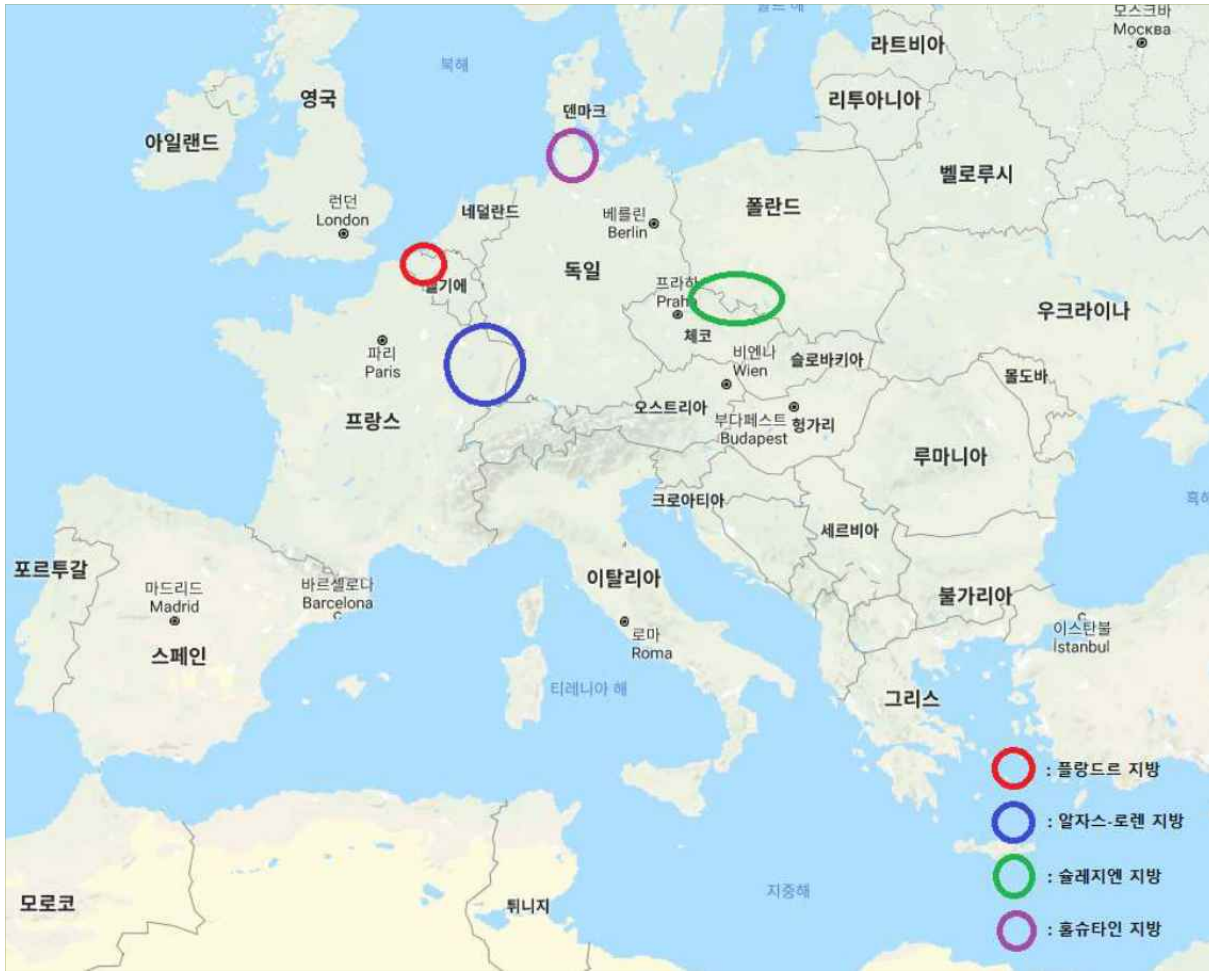 모스크바
Москва
라트비아
북해
영국
리투아니아
덴마크
아일랜드
벨로루시
런던
London
네덜란드
베를린
Berlin
폴란드
독일
프라하
Praha
우크라이나
체코
파리
Paris
비엔나
Wien
슬로바키아
몰도바
오스트리아
부다페스트
Budapest
헝가리
프랑스
루마니아
크로아티아
세르비아
포르투갈
마드리드
Madrid
바르셀로나
Barcelona
이탈리아
불가리아
로마
Roma
이스탄불
İstanbul
스페인
티레니아 해
그리스
: 플랑드르 지방
: 알자스-로렌 지방
: 슐레지엔 지방
지중해
모로코
튀니지
: 홀슈타인 지방